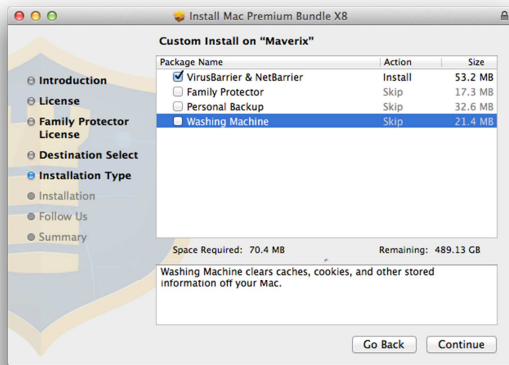 Install Mac Premium Bundle X8
Custom Install on “Maverix”
Package Name Action Size
VirusBarrier & NetBarrier Install 53.2 MB
Family Protector Skip 17.3 MB
Personal Backup Skip 32.6 MB
Washing Machine Skip 21.4 MB
Introduction
License
Family Protector
License
Destination Select
Installation Type
Installation
Follow Us
Summary
Space Required: 70.4 MB Remaining: 489.13 GB
Washing Machine clears caches, cookies, and other stored
information off your Mac.
Go Back Continue